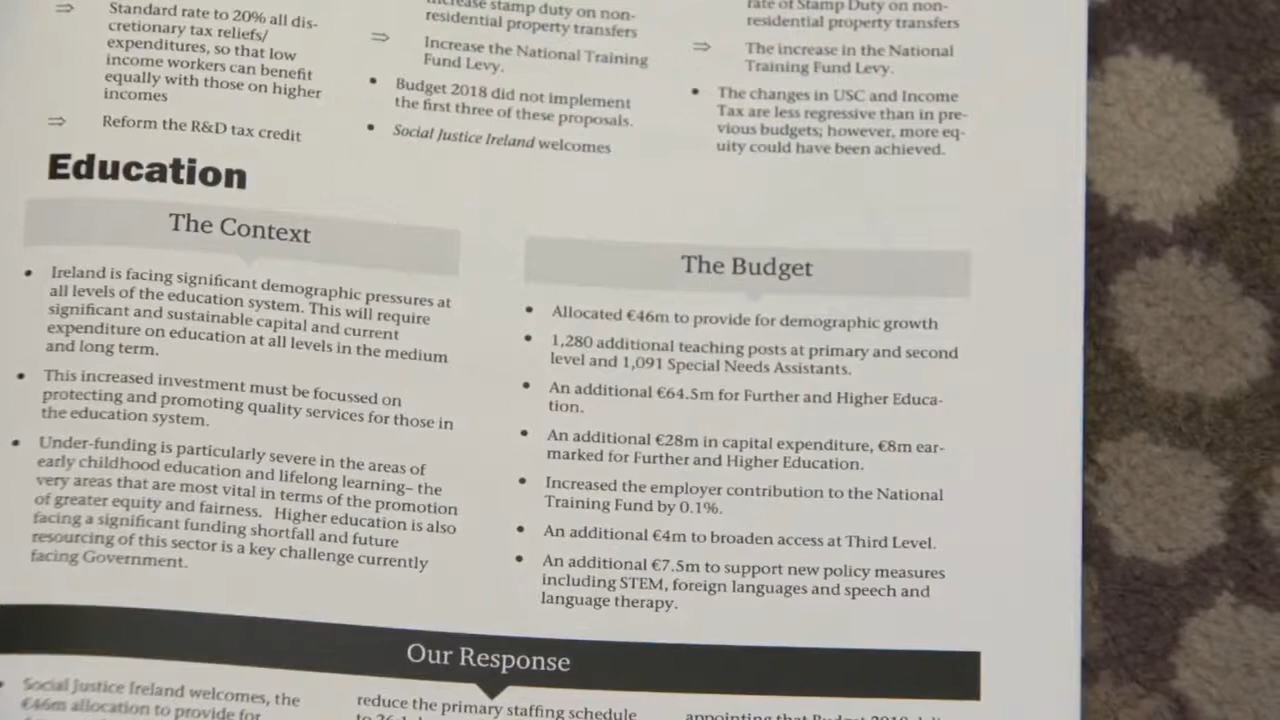 ⇒ Standard rate to 20% all dis-
cretionary tax reliefs/
expenditures, so that low
income workers can benefit
equally with those on higher
incomes
⇒ Reform the R&D tax credit
increase stamp duty on non-
residential property transfers
⇒ Increase the National Training
Fund Levy.
• Budget 2018 did not implement
the first three of these proposals.
• Social Justice Ireland welcomes
rate of Stamp Duty on non-
residential property transfers
⇒ The increase in the National
Training Fund Levy.
• The changes in USC and Income
Tax are less regressive than in pre-
vious budgets; however, more eq-
uity could have been achieved.
Education
The Context
• Ireland is facing significant demographic pressures at
all levels of the education system. This will require
significant and sustainable capital and current
expenditure on education at all levels in the medium
and long term.
• This increased investment must be focussed on
protecting and promoting quality services for those in
the education system.
• Under-funding is particularly severe in the areas of
early childhood education and lifelong learning– the
very areas that are most vital in terms of the promotion
of greater equity and fairness. Higher education is also
facing a significant funding shortfall and future
resourcing of this sector is a key challenge currently
facing Government.
The Budget
• Allocated €46m to provide for demographic growth
• 1,280 additional teaching posts at primary and second
level and 1,091 Special Needs Assistants.
• An additional €64.5m for Further and Higher Educa-
tion.
• An additional €28m in capital expenditure, €8m ear-
marked for Further and Higher Education.
• Increased the employer contribution to the National
Training Fund by 0.1%.
• An additional €4m to broaden access at Third Level.
• An additional €7.5m to support new policy measures
including STEM, foreign languages and speech and
language therapy.
Our Response
• Social Justice Ireland welcomes, the
€46m allocation to provide for
reduce the primary staffing schedule
appointing that Budget 2018